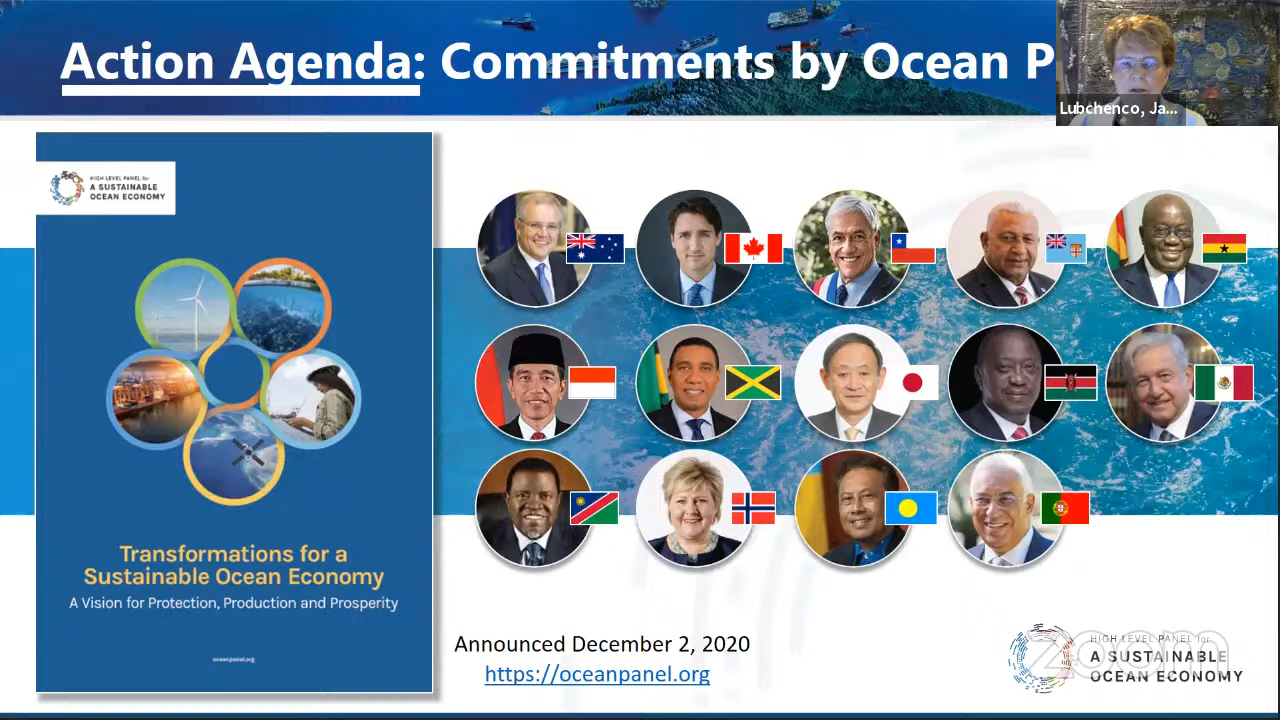 Action Agenda: Commitments by Ocean P
Lubchenco, Ja...
HIGH LEVEL PANEL for
A SUSTAINABLE
OCEAN ECONOMY
Transformations for a
Sustainable Ocean Economy
A Vision for Protection, Production and Prosperity
oceanpanel.org
Announced December 2, 2020
https://oceanpanel.org
HIGH LEVEL PANEL for
A SUSTAINABLE
OCEAN ECONOMY
zoom